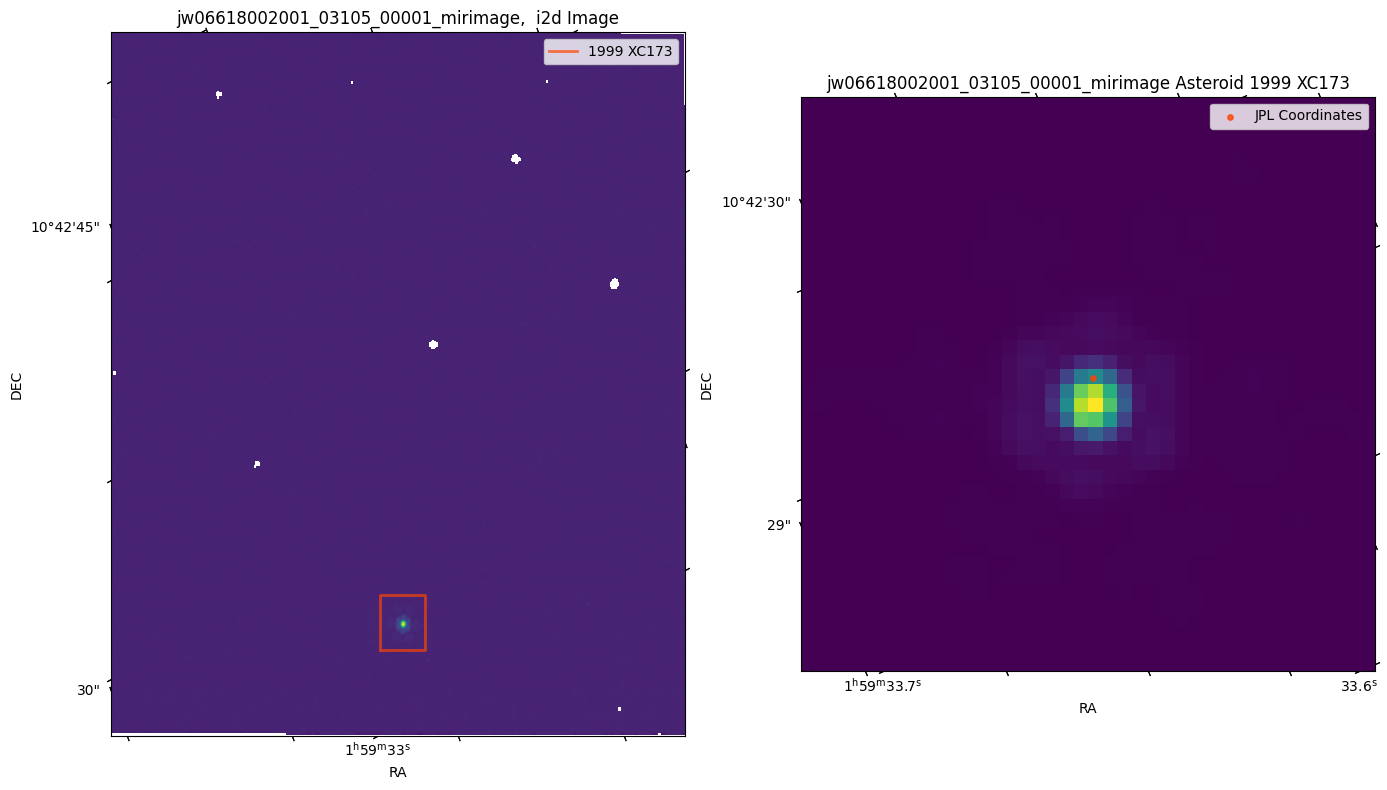 jw06618002001_03105_00001_mirimage,  i2d Image
1999 XC173
10°42'45"
DEC
30"
1ʰ59ᵐ33ˢ
RA
jw06618002001_03105_00001_mirimage Asteroid 1999 XC173
JPL Coordinates
10°42'30"
DEC
29"
1ʰ59ᵐ33.7ˢ
33.6ˢ
RA